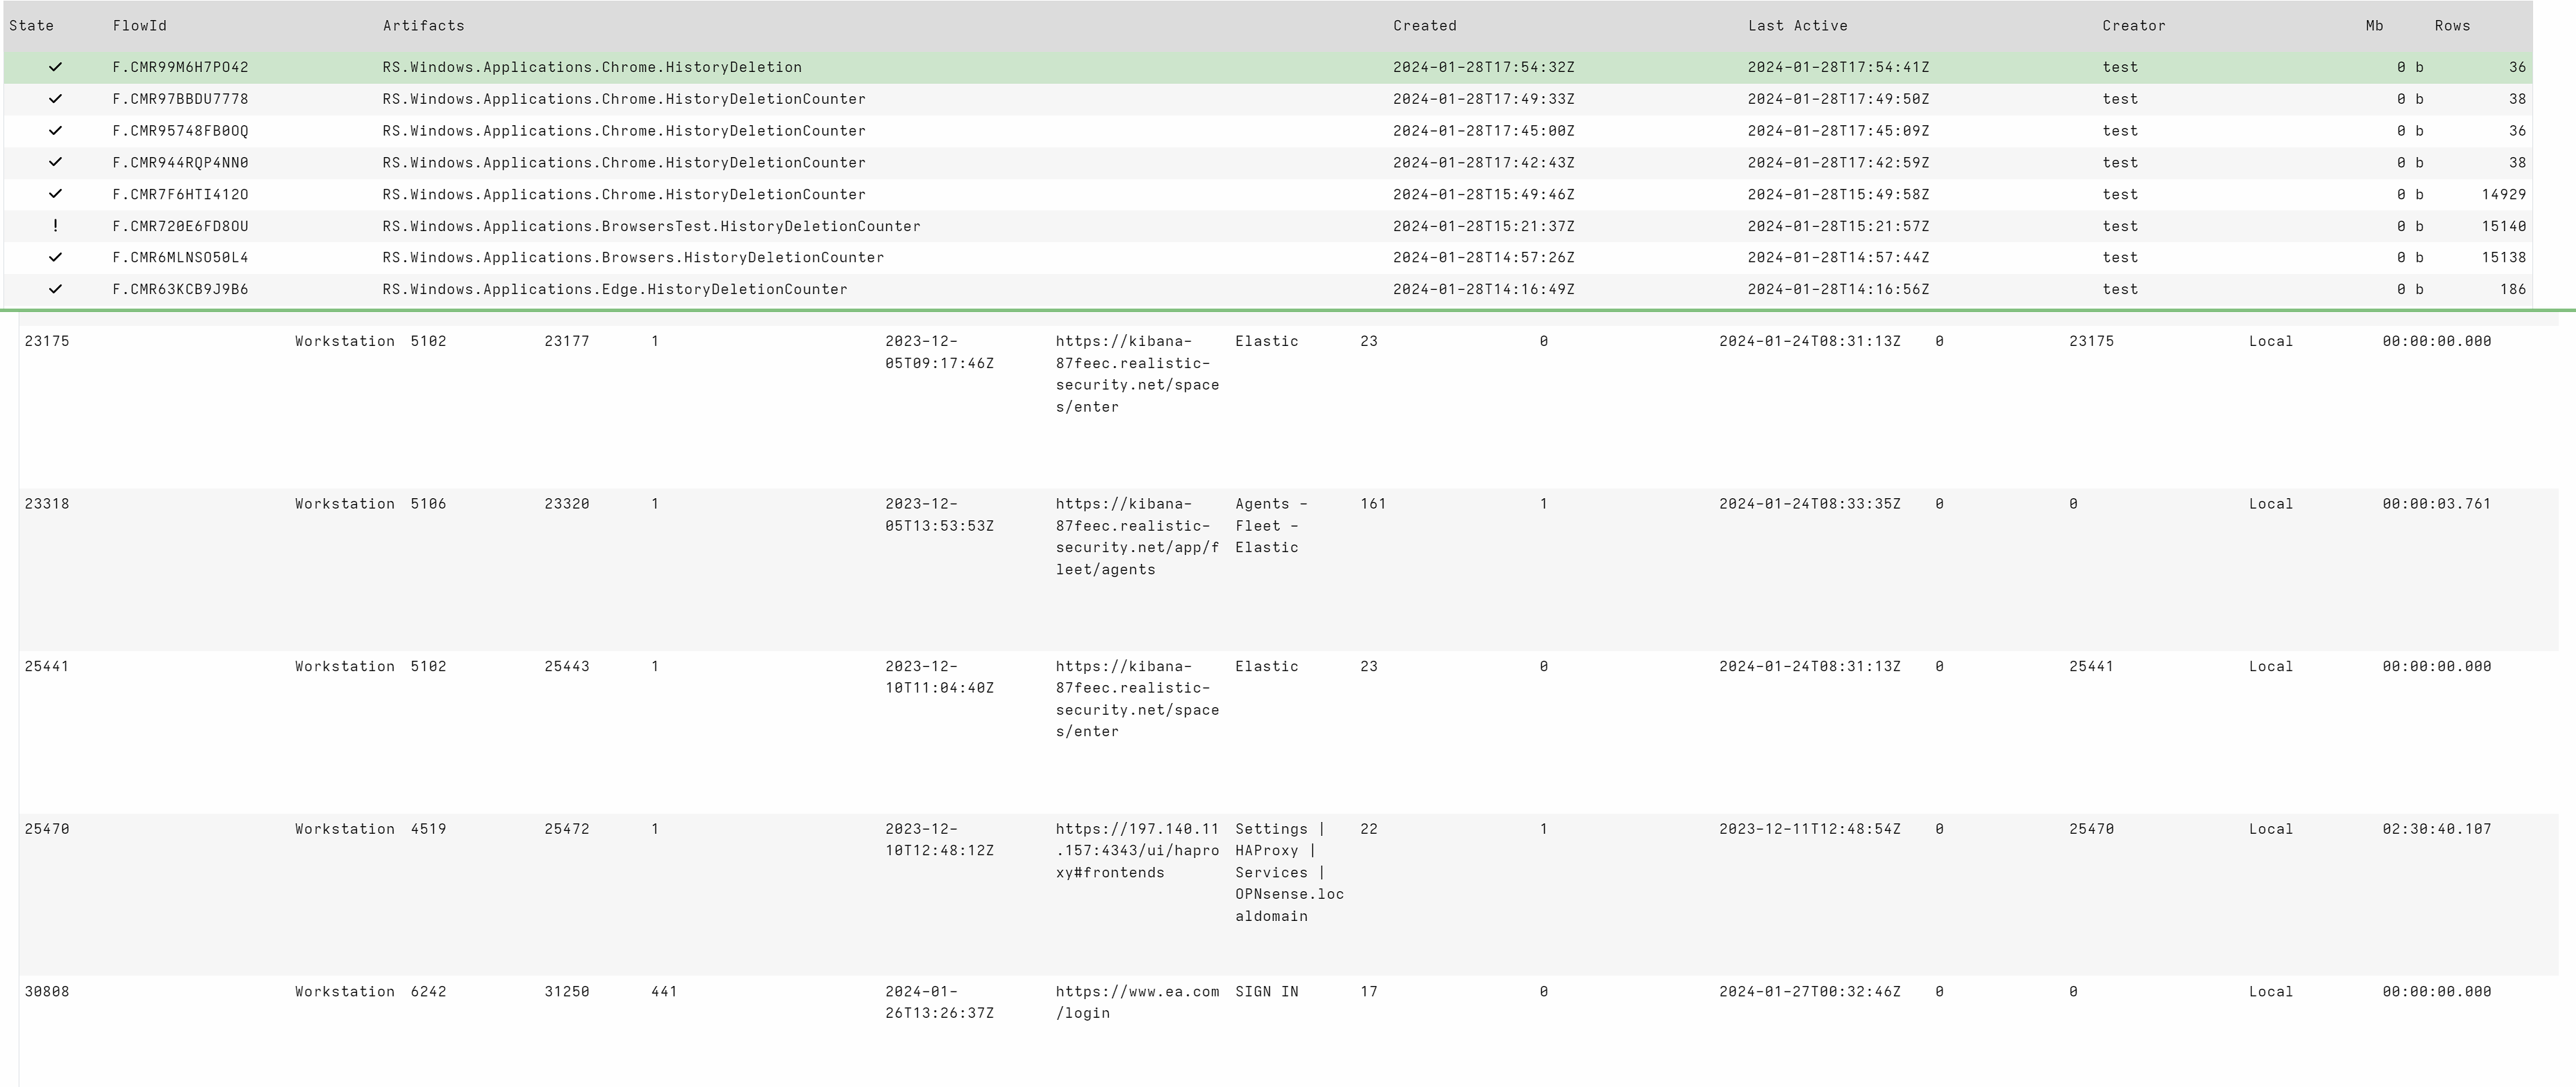 State FlowId Artifacts Created Last Active Creator Mb Rows
✓ F.CMR99M6H7PO42 RS.Windows.Applications.Chrome.HistoryDeletion 2024-01-28T17:54:32Z 2024-01-28T17:54:41Z test 0 b 36
✓ F.CMR97BBDU7778 RS.Windows.Applications.Chrome.HistoryDeletionCounter 2024-01-28T17:49:33Z 2024-01-28T17:49:50Z test 0 b 38
✓ F.CMR95748FB0OQ RS.Windows.Applications.Chrome.HistoryDeletionCounter 2024-01-28T17:45:00Z 2024-01-28T17:45:09Z test 0 b 36
✓ F.CMR944RQP4NN0 RS.Windows.Applications.Chrome.HistoryDeletionCounter 2024-01-28T17:42:43Z 2024-01-28T17:42:59Z test 0 b 38
✓ F.CMR7F6HTI412O RS.Windows.Applications.Chrome.HistoryDeletionCounter 2024-01-28T15:49:46Z 2024-01-28T15:49:58Z test 0 b 14929
! F.CMR720E6FD8OU RS.Windows.Applications.BrowsersTest.HistoryDeletionCounter 2024-01-28T15:21:37Z 2024-01-28T15:21:57Z test 0 b 15140
✓ F.CMR6MLNSO50L4 RS.Windows.Applications.Browsers.HistoryDeletionCounter 2024-01-28T14:57:26Z 2024-01-28T14:57:44Z test 0 b 15138
✓ F.CMR63KCB9J9B6 RS.Windows.Applications.Edge.HistoryDeletionCounter 2024-01-28T14:16:49Z 2024-01-28T14:16:56Z test 0 b 186
23175 Workstation 5102 23177 1 2023-12- https://kibana- Elastic 23 0 2024-01-24T08:31:13Z 0 23175 Local 00:00:00.000
05T09:17:46Z 87feec.realistic-
security.net/space
s/enter
23318 Workstation 5106 23320 1 2023-12- https://kibana- Agents - 161 1 2024-01-24T08:33:35Z 0 0 Local 00:00:03.761
05T13:53:53Z 87feec.realistic- Fleet -
security.net/app/f Elastic
leet/agents
25441 Workstation 5102 25443 1 2023-12- https://kibana- Elastic 23 0 2024-01-24T08:31:13Z 0 25441 Local 00:00:00.000
10T11:04:40Z 87feec.realistic-
security.net/space
s/enter
25470 Workstation 4519 25472 1 2023-12- https://197.140.11 Settings | 22 1 2023-12-11T12:48:54Z 0 25470 Local 02:30:40.107
10T12:48:12Z .157:4343/ui/hapro HAProxy |
xy#frontends Services |
OPNsense.loc
aldomain
30808 Workstation 6242 31250 441 2024-01- https://www.ea.com SIGN IN 17 0 2024-01-27T00:32:46Z 0 0 Local 00:00:00.000
26T13:26:37Z /login